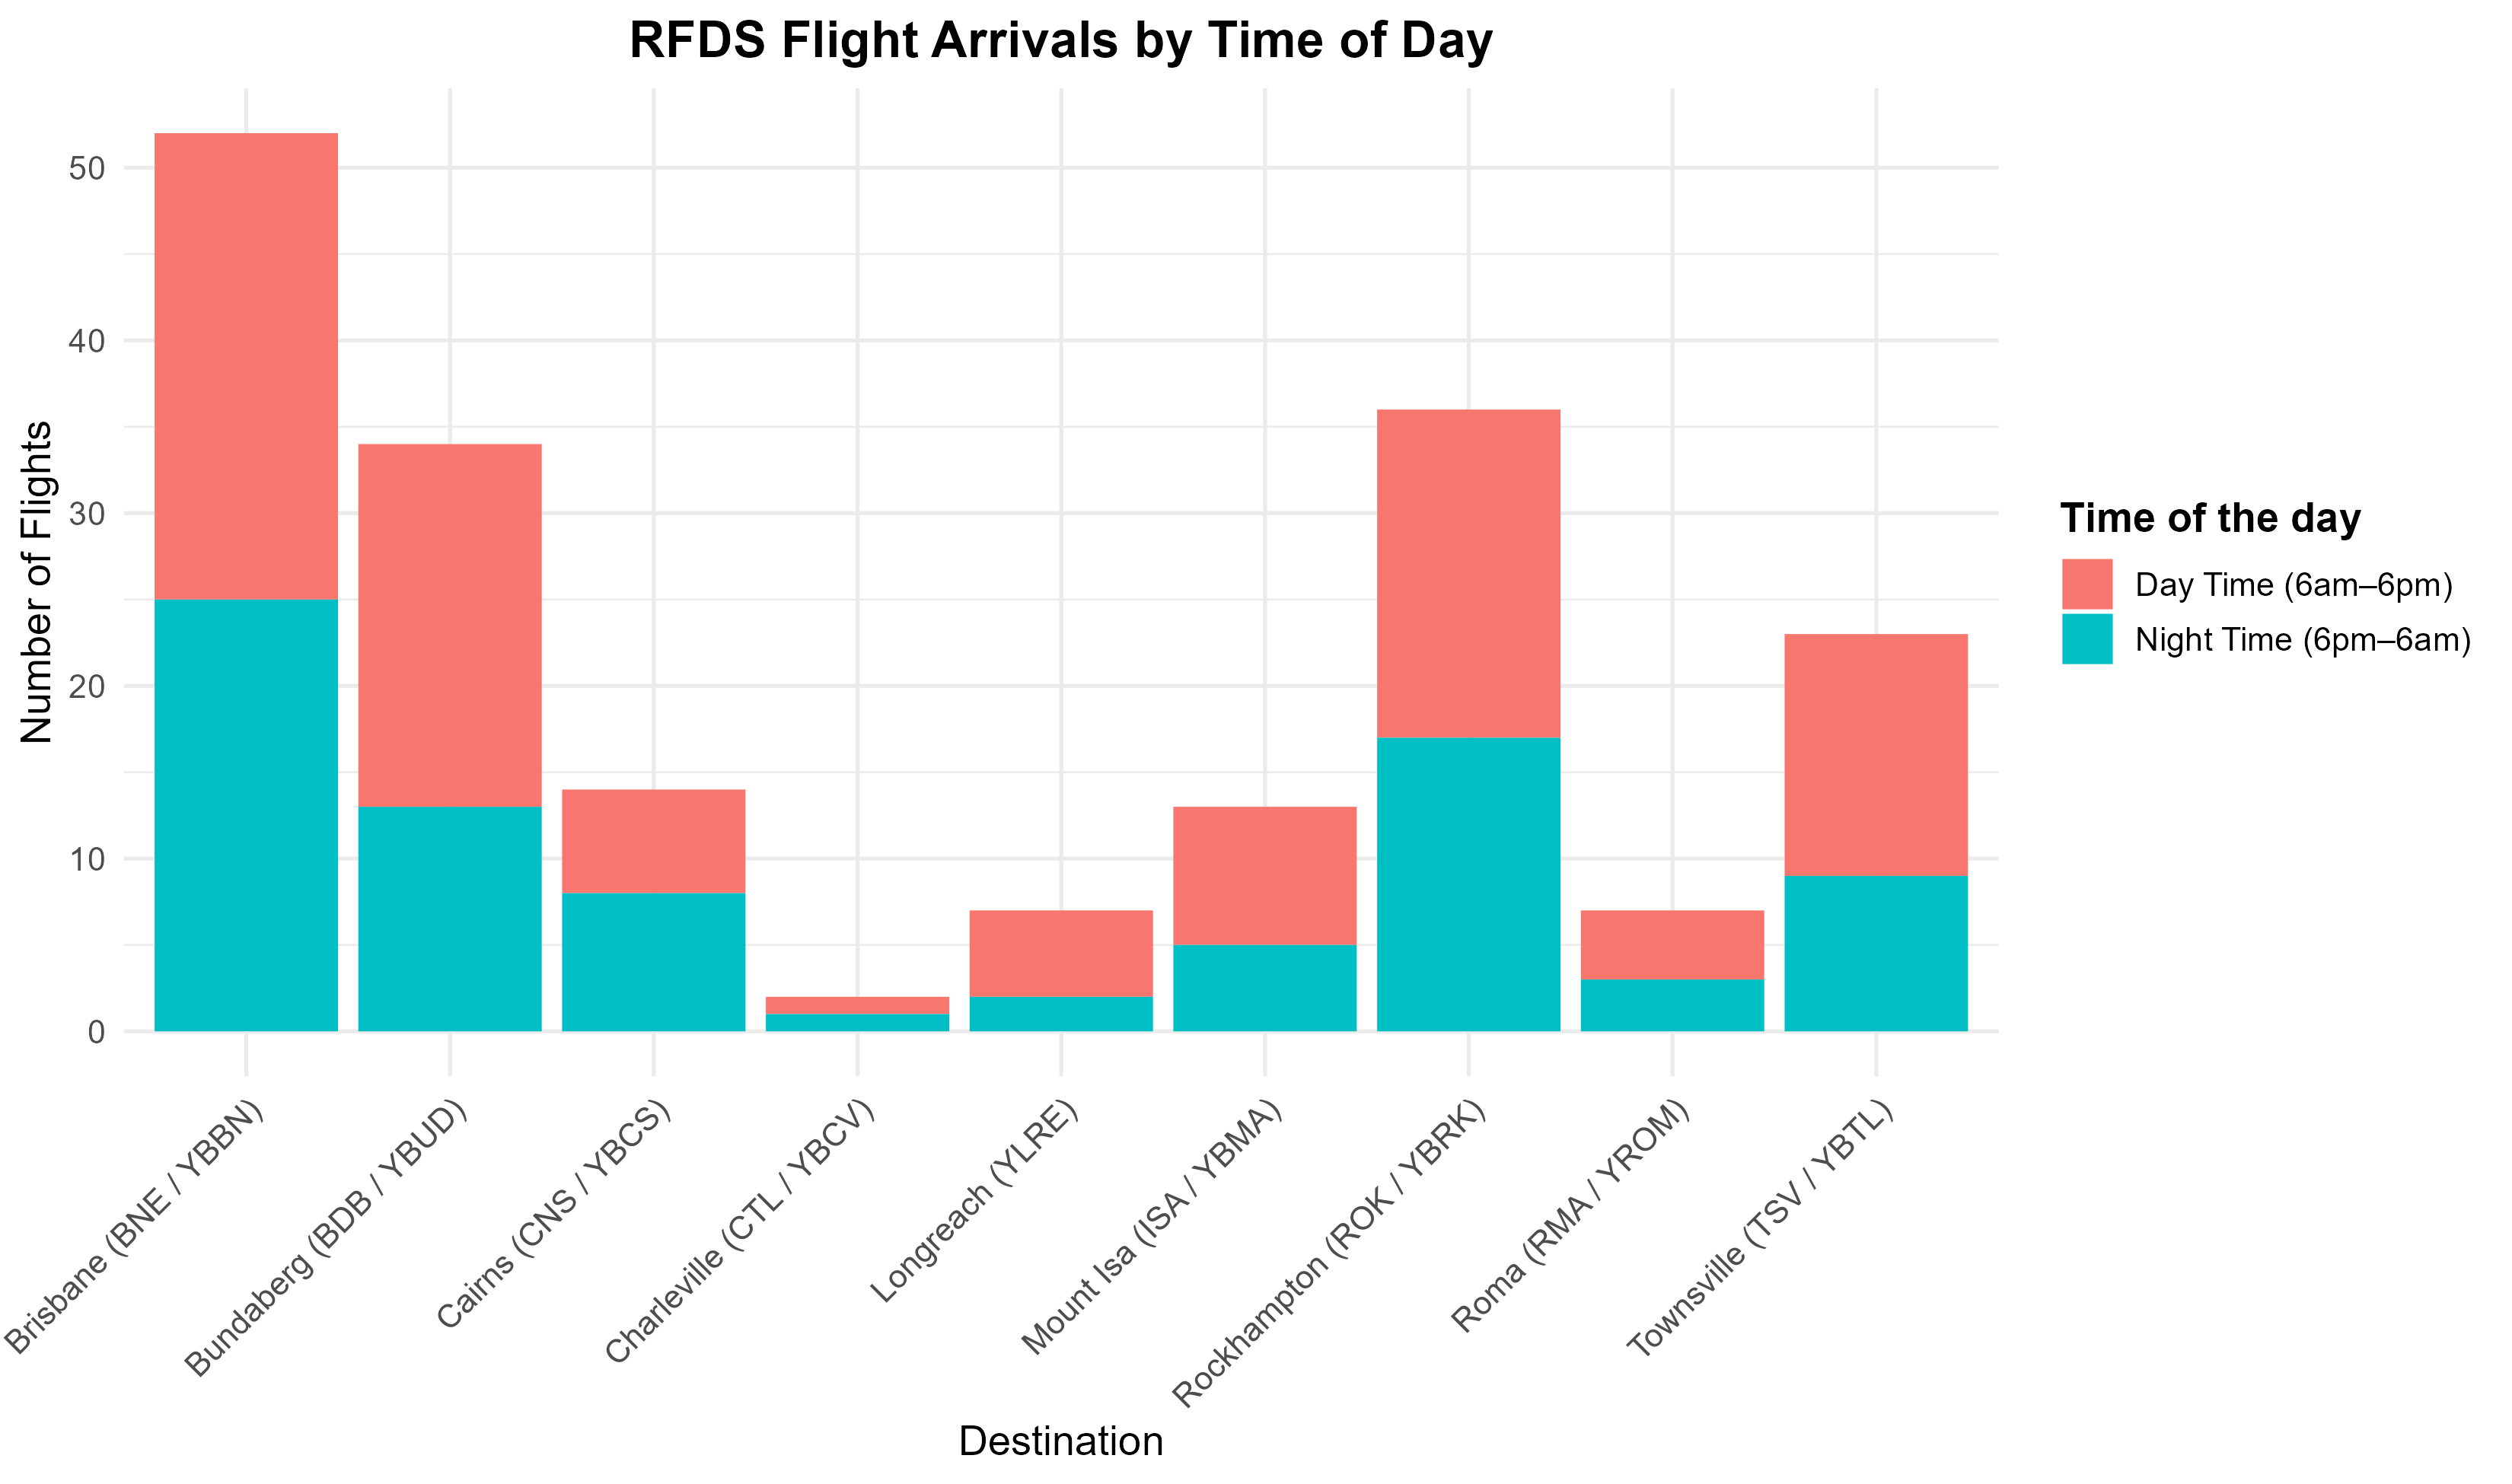 RFDS Flight Arrivals by Time of Day
Number of Flights
50
40
30
20
10
0
Brisbane (BNE / YBBN)
Bundaberg (BDB / YBUD)
Cairns (CNS / YBCS)
Charleville (CTL / YBCV)
Longreach (YLRE)
Mount Isa (ISA / YBMA)
Rockhampton (ROK / YBRK)
Roma (RMA / YROM)
Townsville (TSV / YBTL)
Destination
Time of the day
Day Time (6am–6pm)
Night Time (6pm–6am)